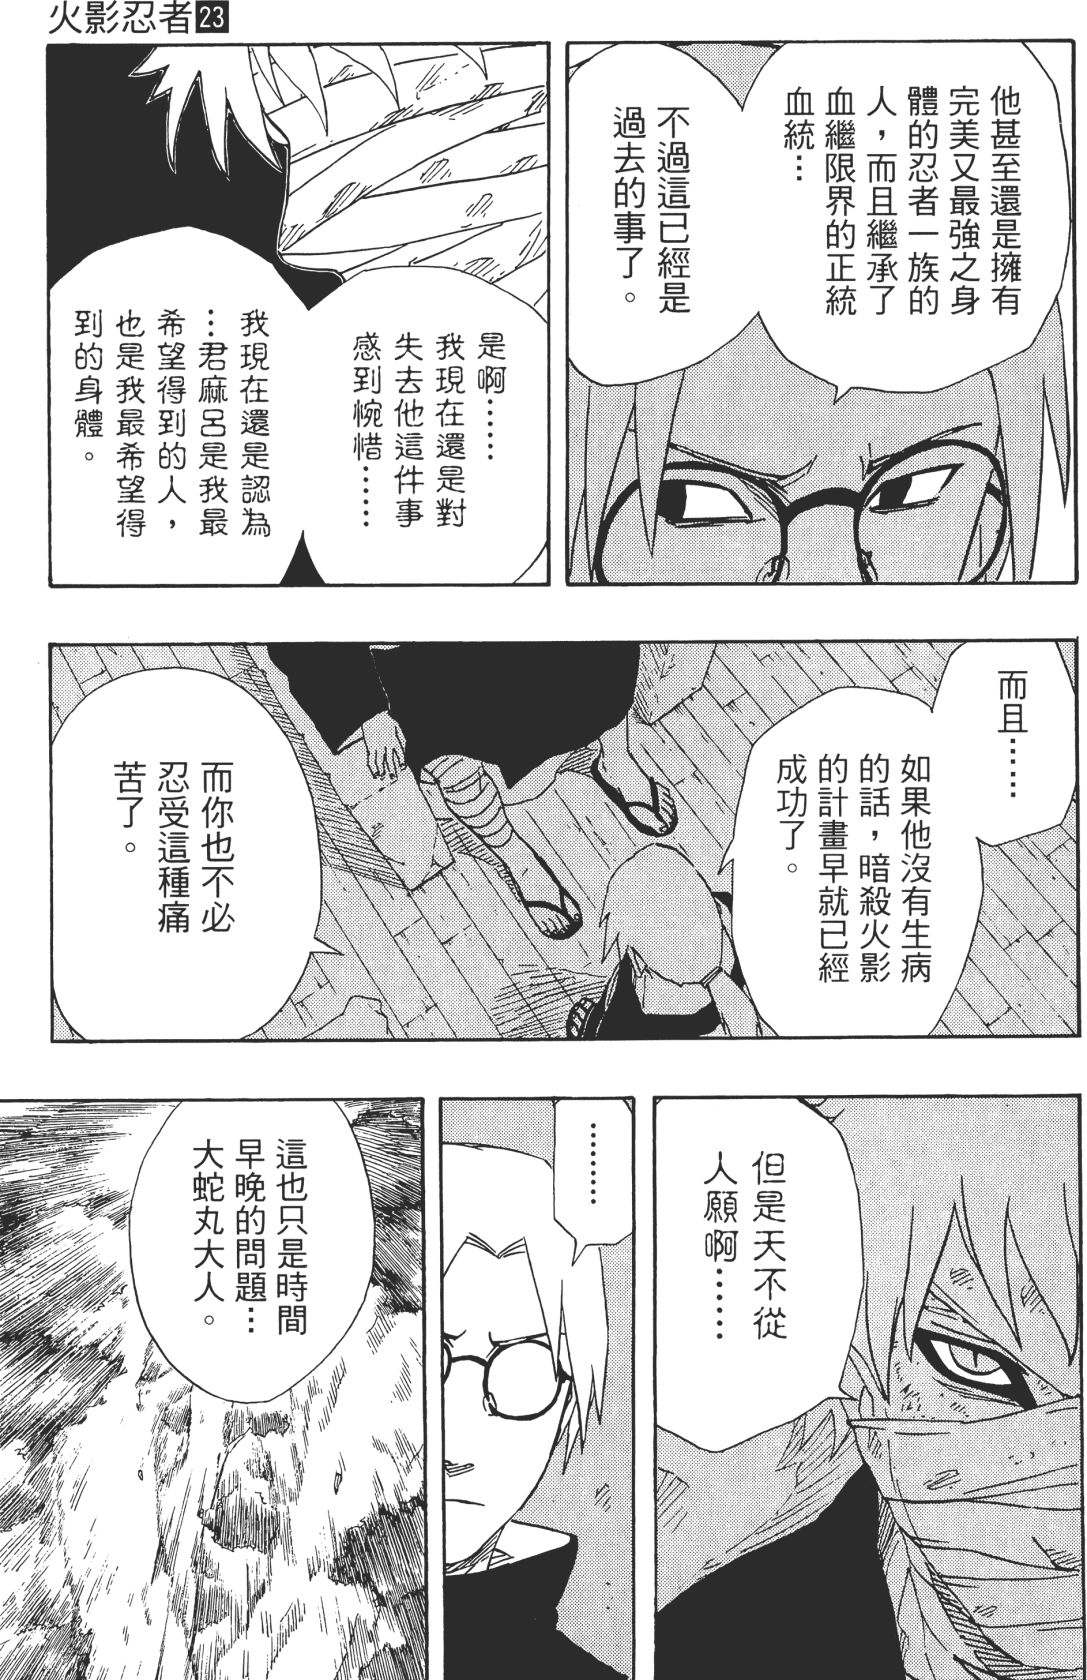 火影忍者23
他甚至還是擁有
完美又最強之身
體的忍者一族的
人，而且繼承了
血繼限界的正統
血統…
不過這已經是
過去的事了。
是啊……
我現在還是對
失去他這件事
感到惋惜……
我現在還是認為
…君麻呂是我最
希望得到的人，
也是我最希望得
到的身體。
而且……
如果他沒有生病
的話，暗殺火影
的計畫早就已經
成功了。
而你也不必
忍受這種痛
苦了。
但是天不從
人願啊……
………
這也只是時間
早晚的問題…
大蛇丸大人。